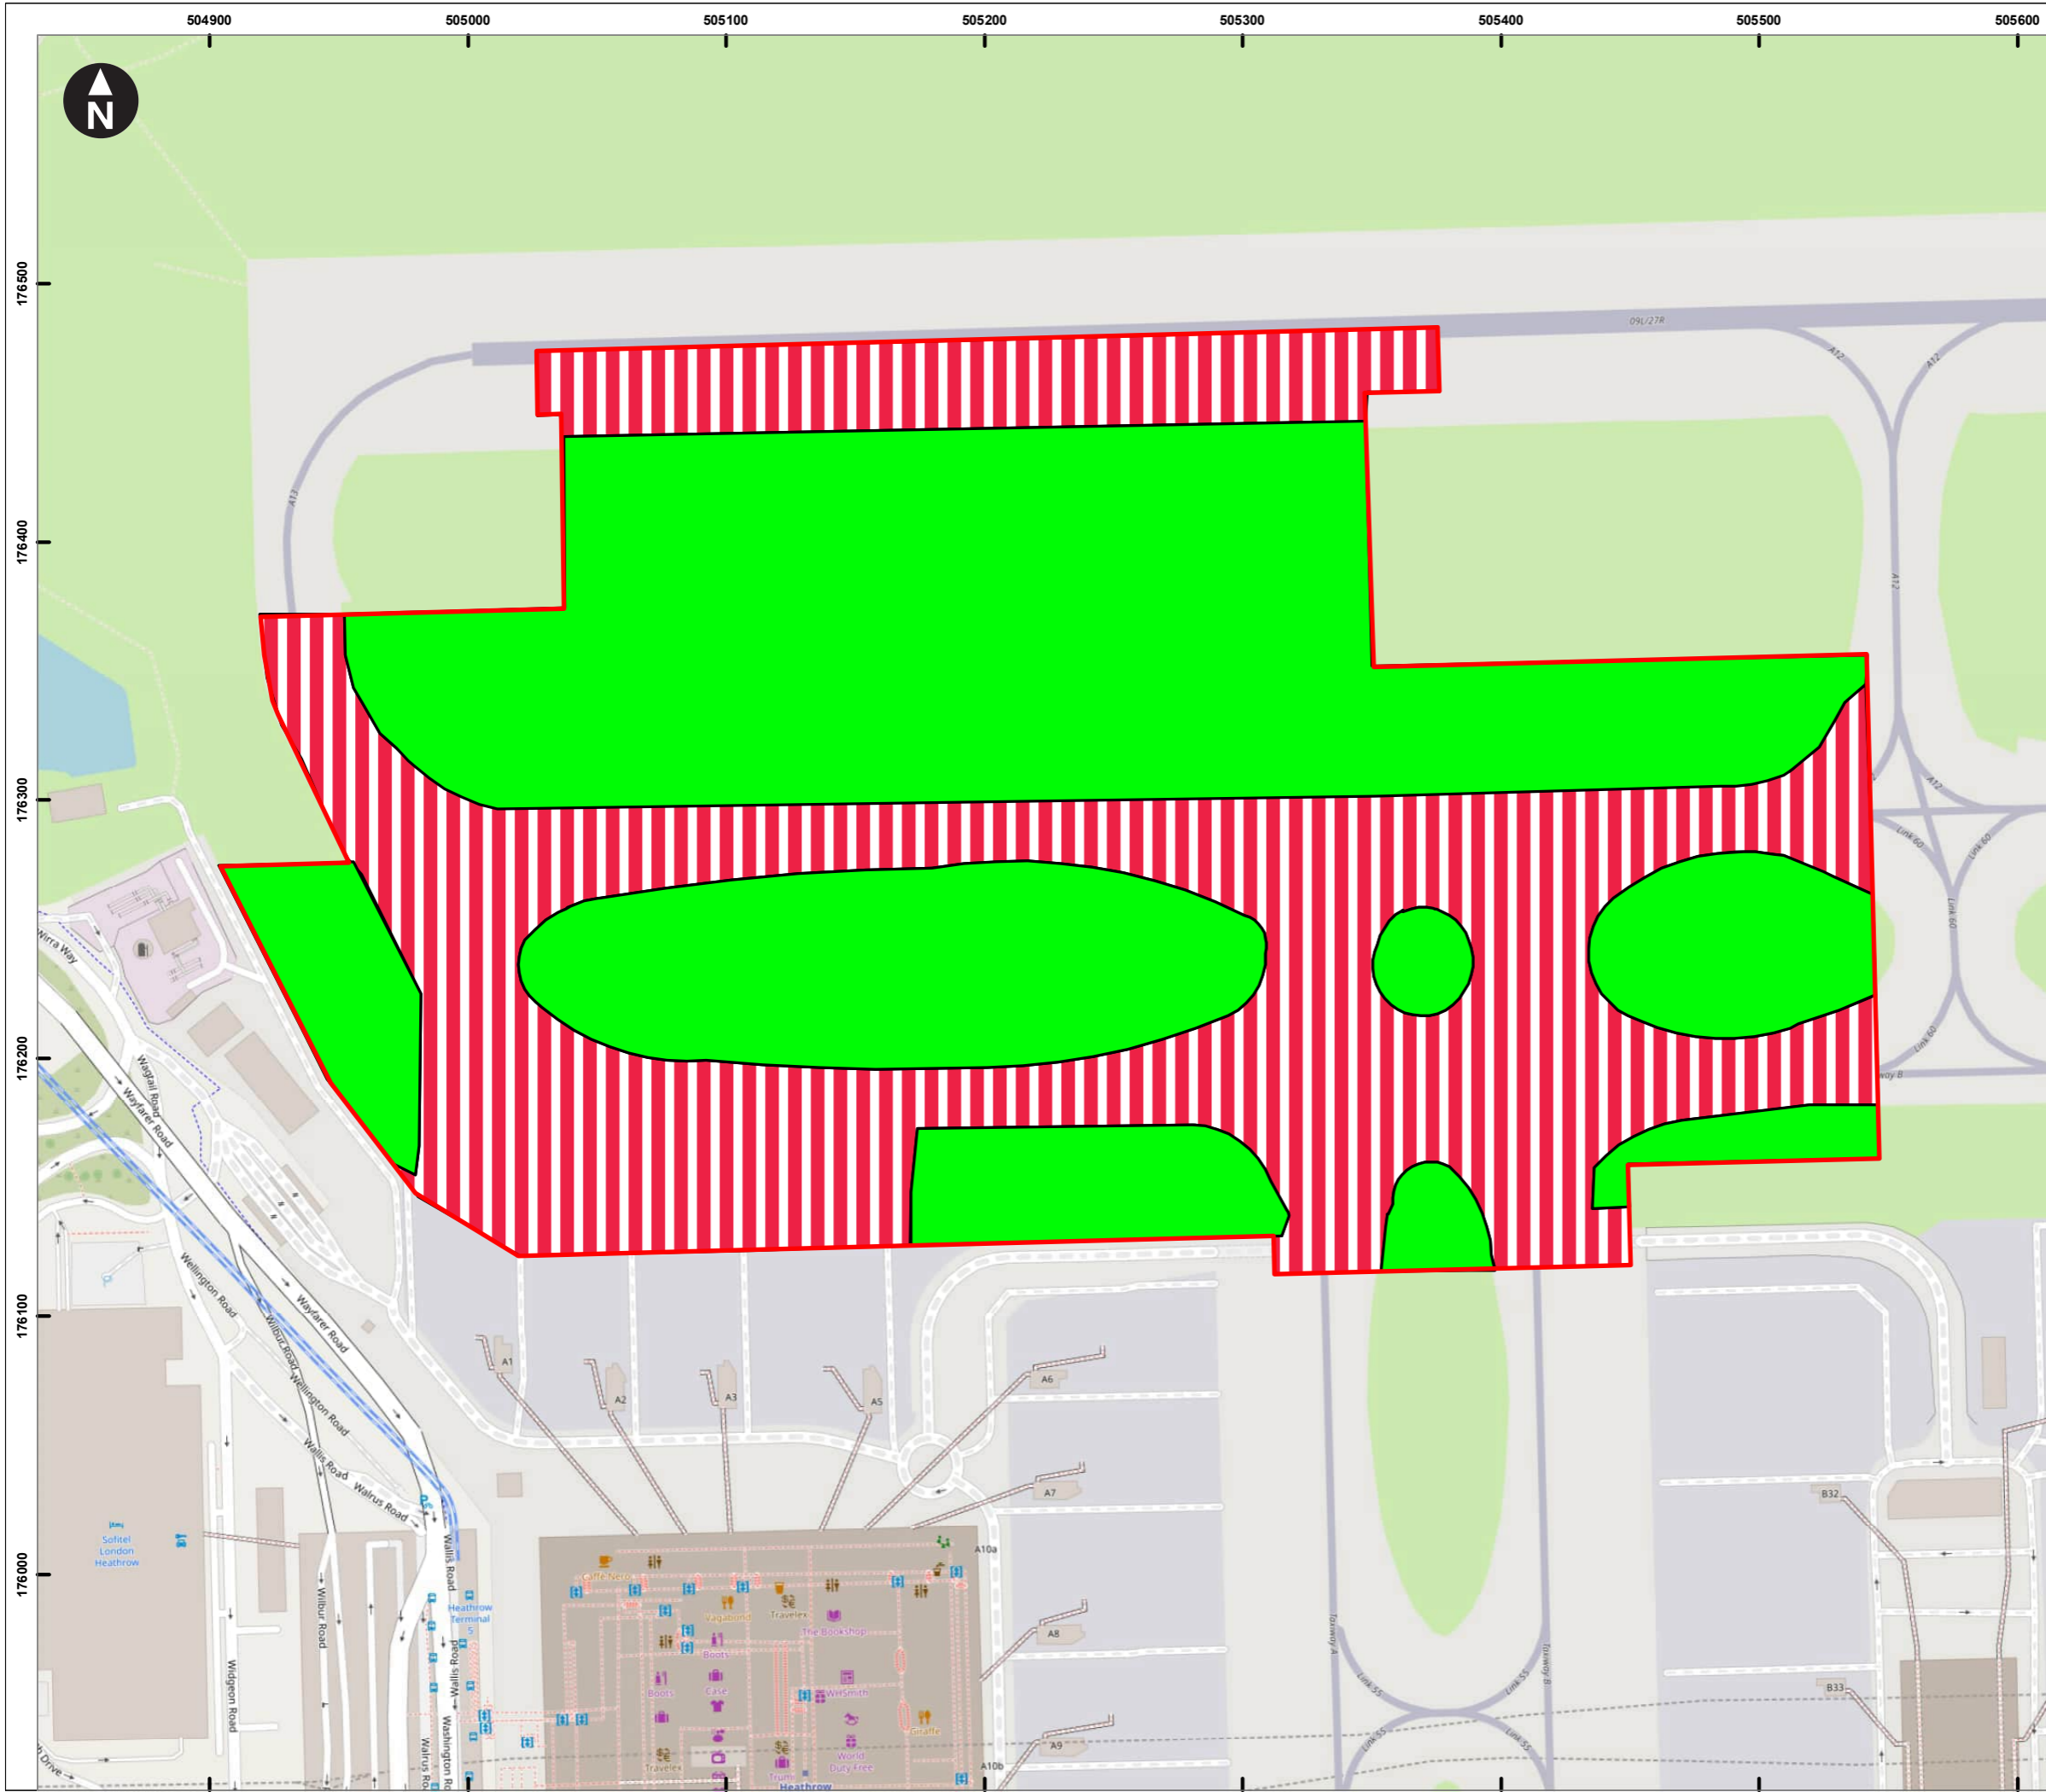 504900 505000 505100 505200 505300 505400 505500 505600
N
176500
176400
176300
176200
176100
176000
09L/27R
A12
A12
A13
A12
A12
Link 60
Link 60
Link 60
Link 60
way B
Wirra Way
Wagtail Road
Wayfarer Road
Wellington Road
Wayfarer Road
Wilbur Road
Wellington Road
Wallis Road
Walrus Road
A1
A2
A3
A5
A6
A7
A8
A9
A10a
A10b
B32
B33
Sofitel
London
Heathrow
Wallis Road
Heathrow
Terminal
5
Wilbur Road
Widgeon Road
Wallis Road
Washington R
Walrus Ro
h Drive
Caffè Nero
Vagabond
Travelex
The Bookshop
Boots
Boots
Case
WHSmith
Giraffe
World
Duty Free
Travelex
Trum
Heathrow
Taxiway A
Taxiway B
Link 55
Link 55
Link 55
Link 55